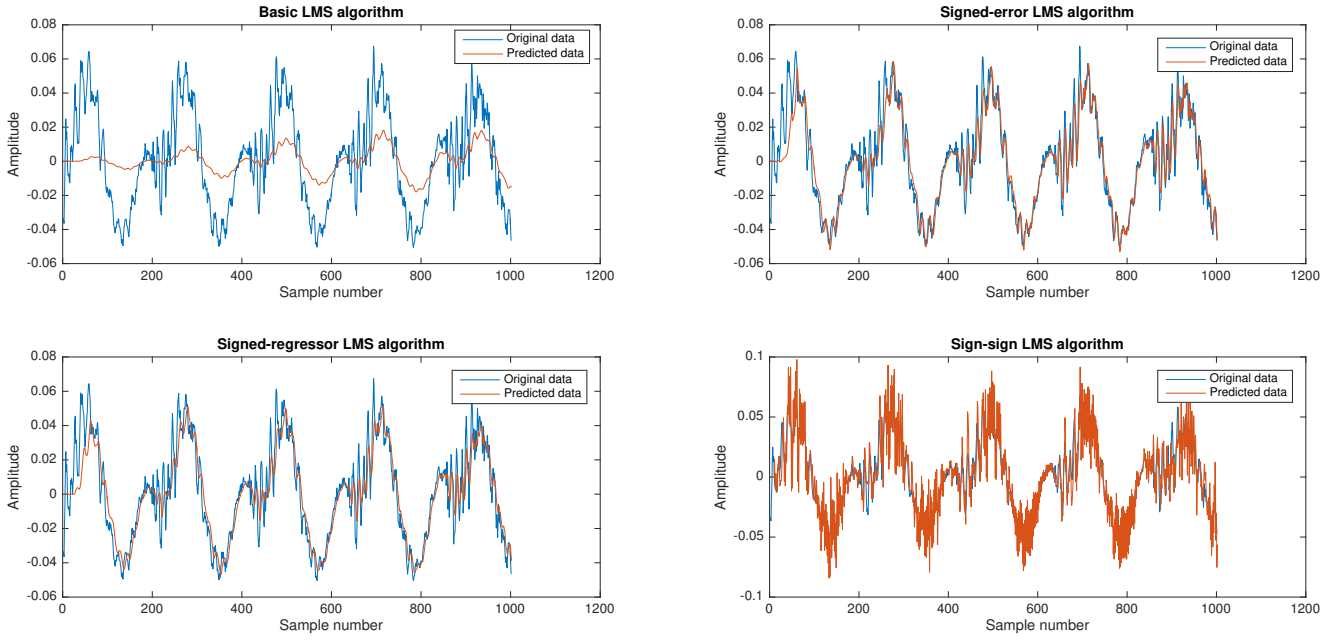 Basic LMS algorithm
0.08
0.06
0.04
0.02
0
-0.02
-0.04
-0.06
Amplitude
Original data
Predicted data
0
200
400
600
800
1000
1200
Sample number
Signed-error LMS algorithm
0.08
0.06
0.04
0.02
0
-0.02
-0.04
-0.06
Amplitude
Original data
Predicted data
0
200
400
600
800
1000
1200
Sample number
Signed-regressor LMS algorithm
0.08
0.06
0.04
0.02
0
-0.02
-0.04
-0.06
Amplitude
Original data
Predicted data
0
200
400
600
800
1000
1200
Sample number
Sign-sign LMS algorithm
0.1
0.05
0
-0.05
-0.1
Amplitude
Original data
Predicted data
0
200
400
600
800
1000
1200
Sample number